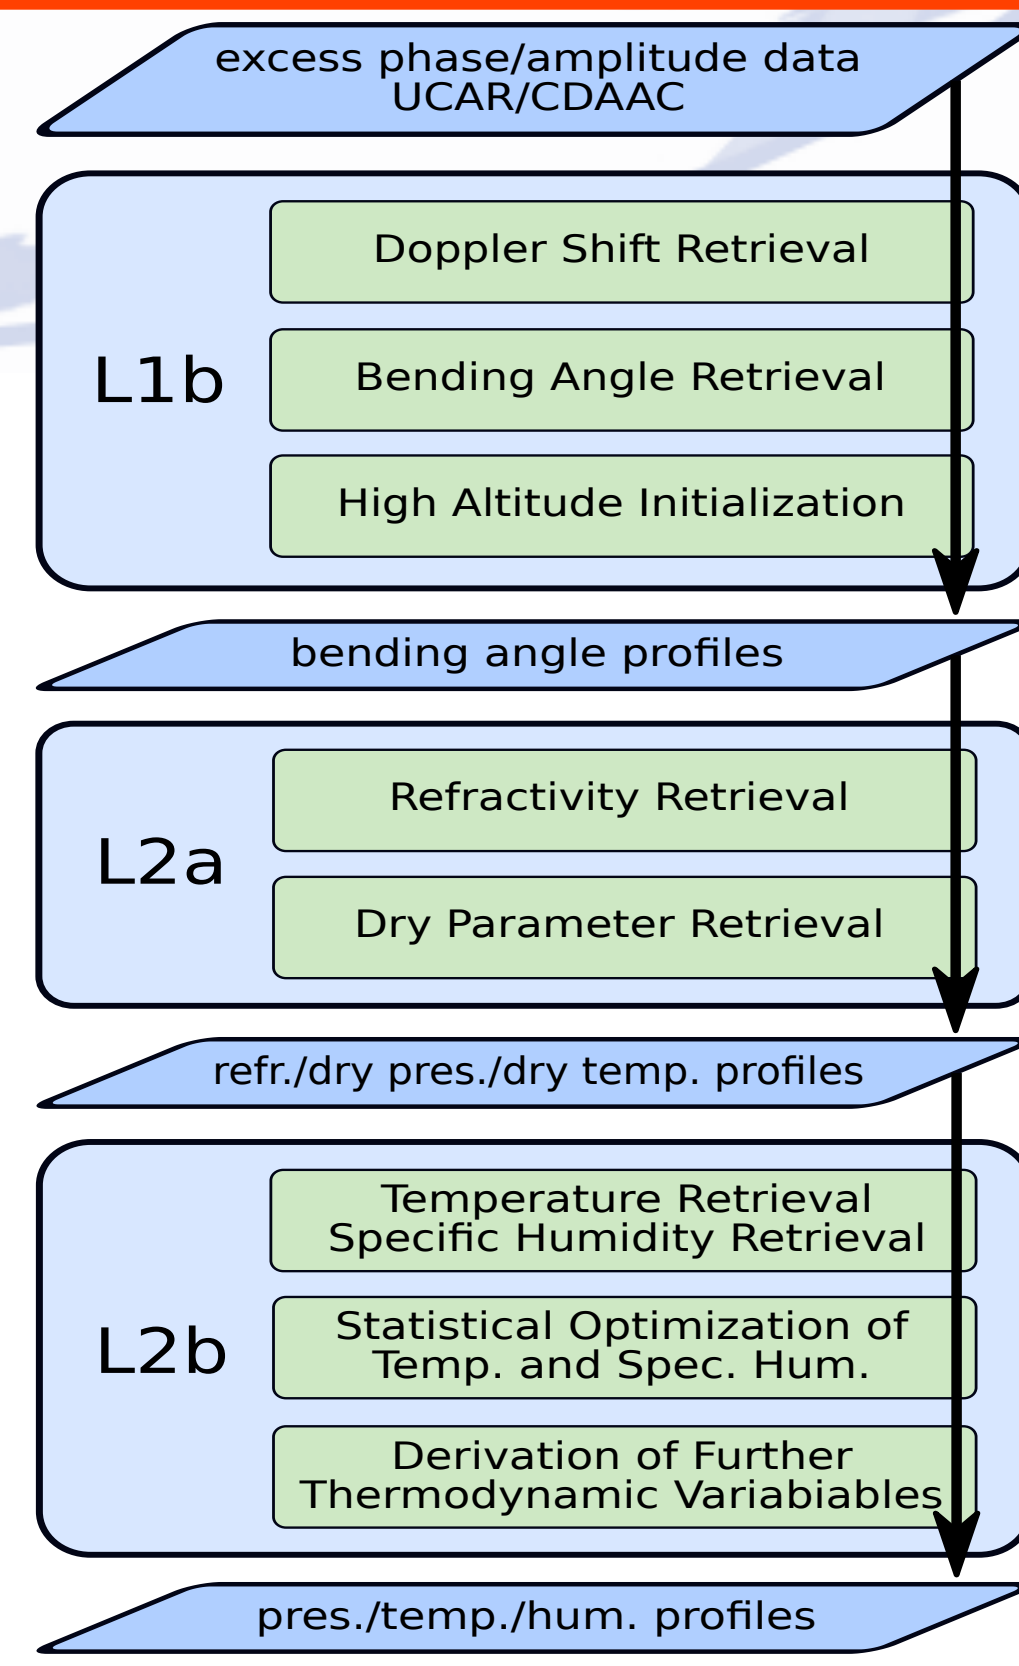 excess phase/amplitude data
UCAR/CDAAC
Doppler Shift Retrieval
Bending Angle Retrieval
L1b
High Altitude Initialization
bending angle profiles
Refractivity Retrieval
L2a
Dry Parameter Retrieval
refr./dry pres./dry temp. profiles
Temperature Retrieval
Specific Humidity Retrieval
Statistical Optimization of
Temp. and Spec. Hum.
L2b
Derivation of Further
Thermodynamic Variabiables
pres./temp./hum. profiles